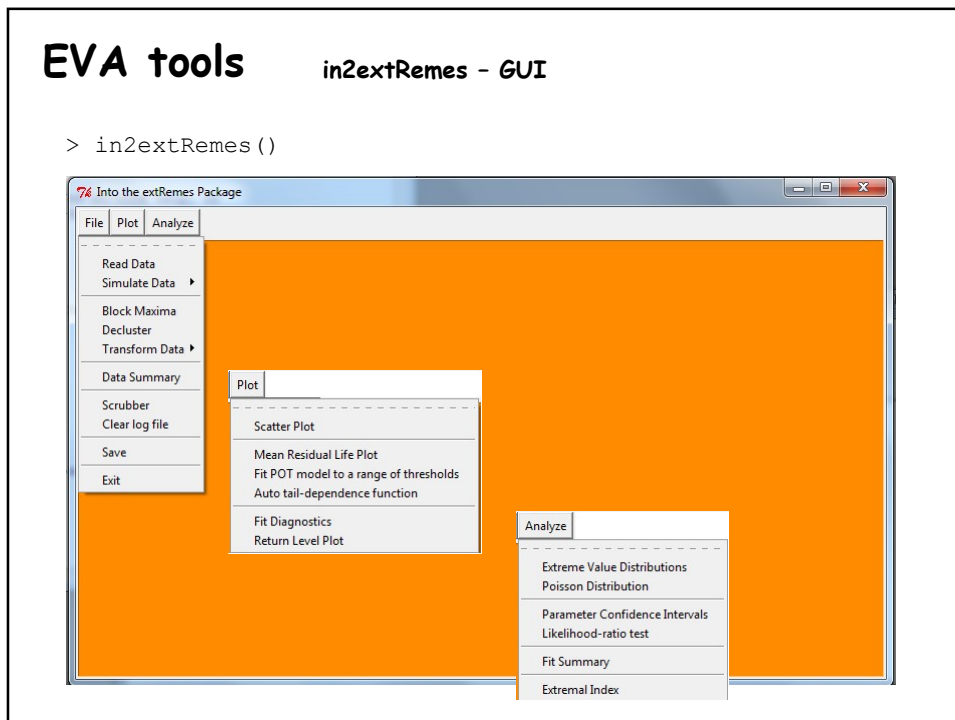 EVA tools in2extRemes – GUI
> in2extRemes()
Into the extRemes Package
File Plot Analyze
Read Data
Simulate Data
Block Maxima
Decluster
Transform Data
Data Summary
Scrubber
Clear log file
Save
Exit
Plot
Scatter Plot
Mean Residual Life Plot
Fit POT model to a range of thresholds
Auto tail-dependence function
Fit Diagnostics
Return Level Plot
Analyze
Extreme Value Distributions
Poisson Distribution
Parameter Confidence Intervals
Likelihood-ratio test
Fit Summary
Extremal Index